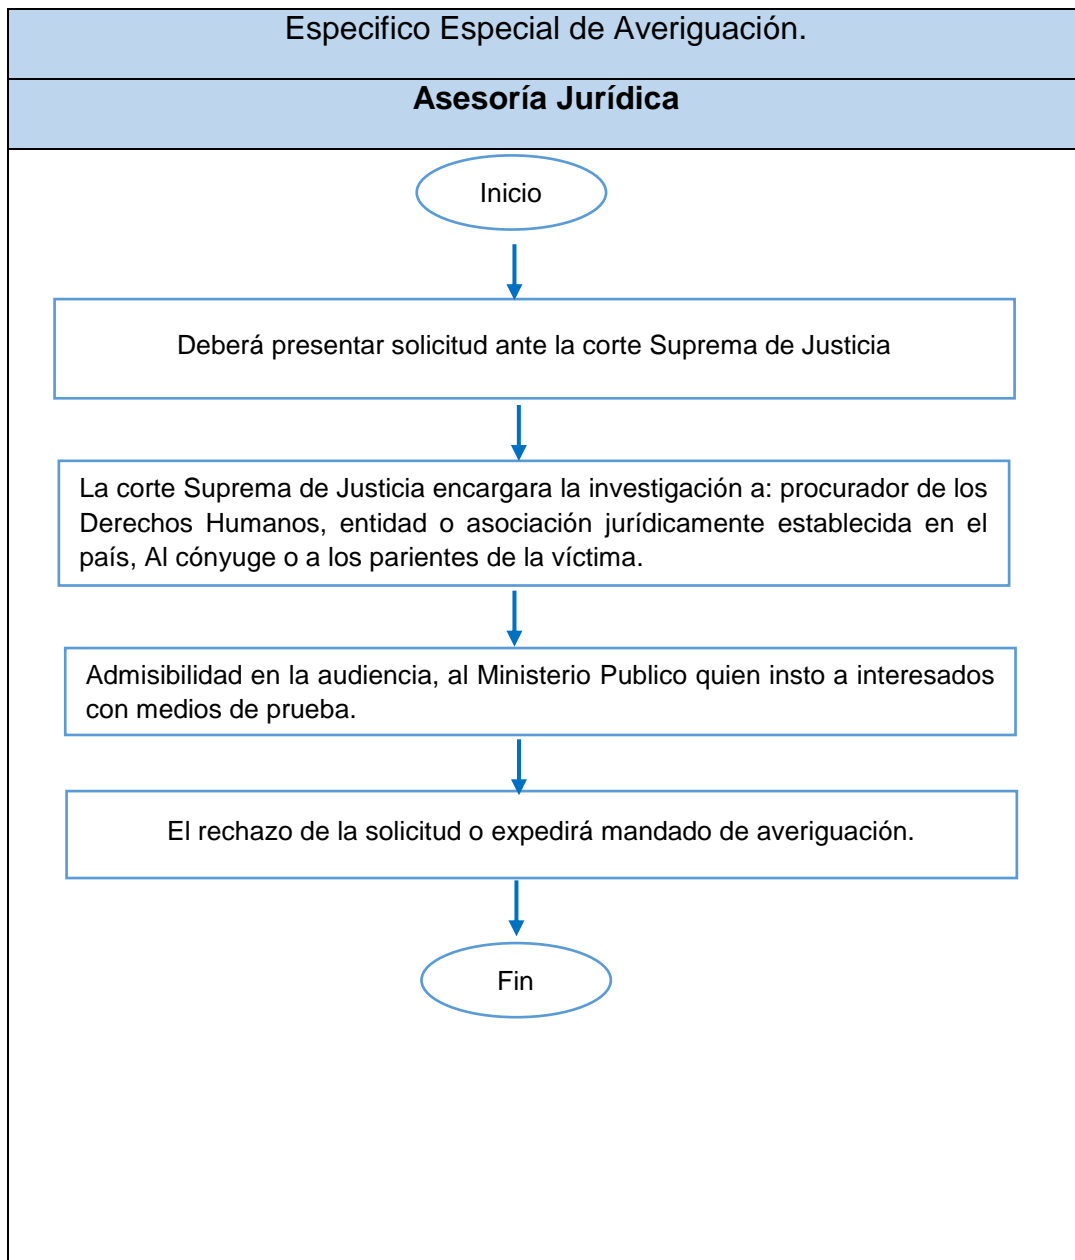 Especifico Especial de Averiguación.
Asesoría Jurídica
Inicio
Deberá presentar solicitud ante la corte Suprema de Justicia
La corte Suprema de Justicia encargara la investigación a: procurador de los
Derechos Humanos, entidad o asociación jurídicamente establecida en el
país, Al cónyuge o a los parientes de la víctima.
Admisibilidad en la audiencia, al Ministerio Publico quien insto a interesados
con medios de prueba.
El rechazo de la solicitud o expedirá mandado de averiguación.
Fin